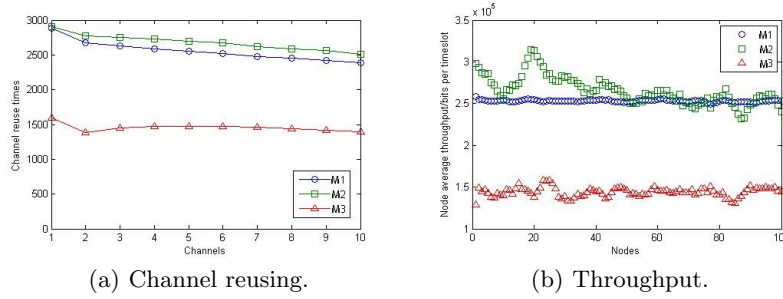 3000
2500
2000
1500
1000
500
0
Channel reuse times
1 2 3 4 5 6 7 8 9 10
Channels
M1
M2
M3
(a) Channel reusing.
x 10^5
3.5
3
2.5
2
1.5
1
Node average throughput/bits per timeslot
0 20 40 60 80 100
Nodes
M1
M2
M3
(b) Throughput.